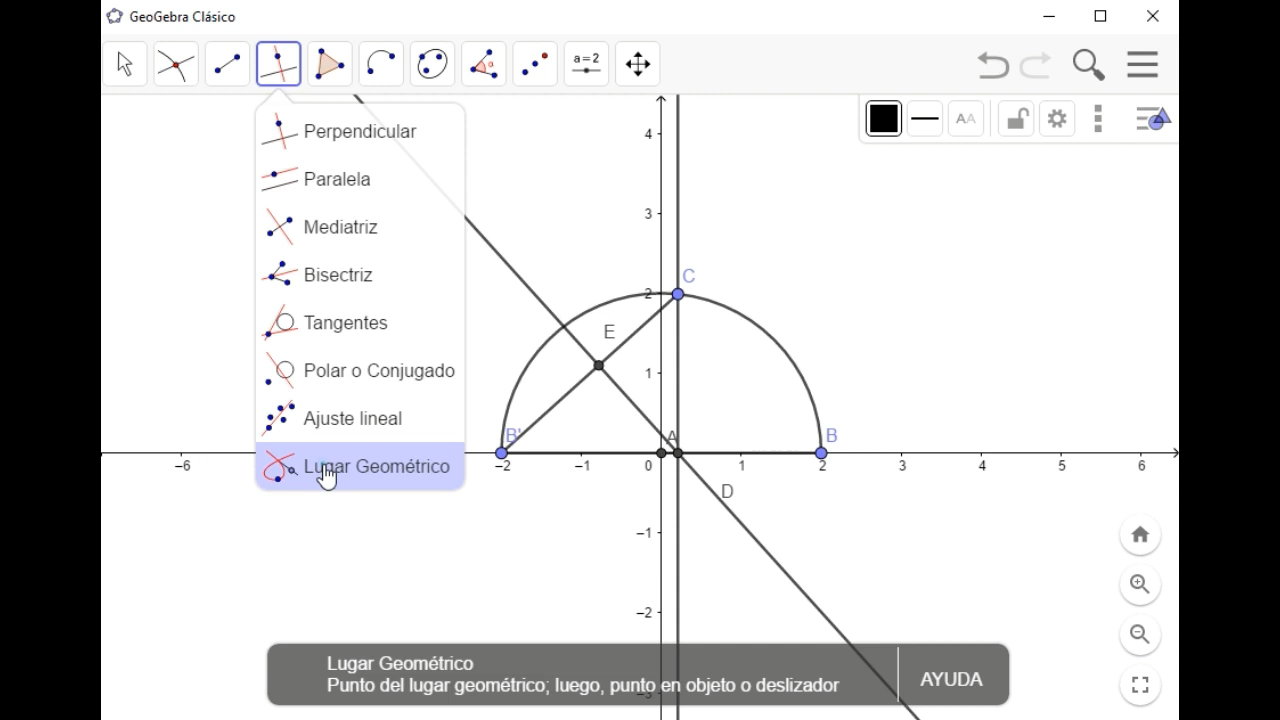 GeoGebra Clásico
a=2
AA
Perpendicular
Paralela
Mediatriz
Bisectriz
Tangentes
Polar o Conjugado
Ajuste lineal
Lugar Geométrico
4
3
2
1
C
E
B'
A
B
D
−6
−2
−1
0
1
2
3
4
5
6
−1
−2
−3
Lugar Geométrico
Punto del lugar geométrico; luego, punto en objeto o deslizador
AYUDA